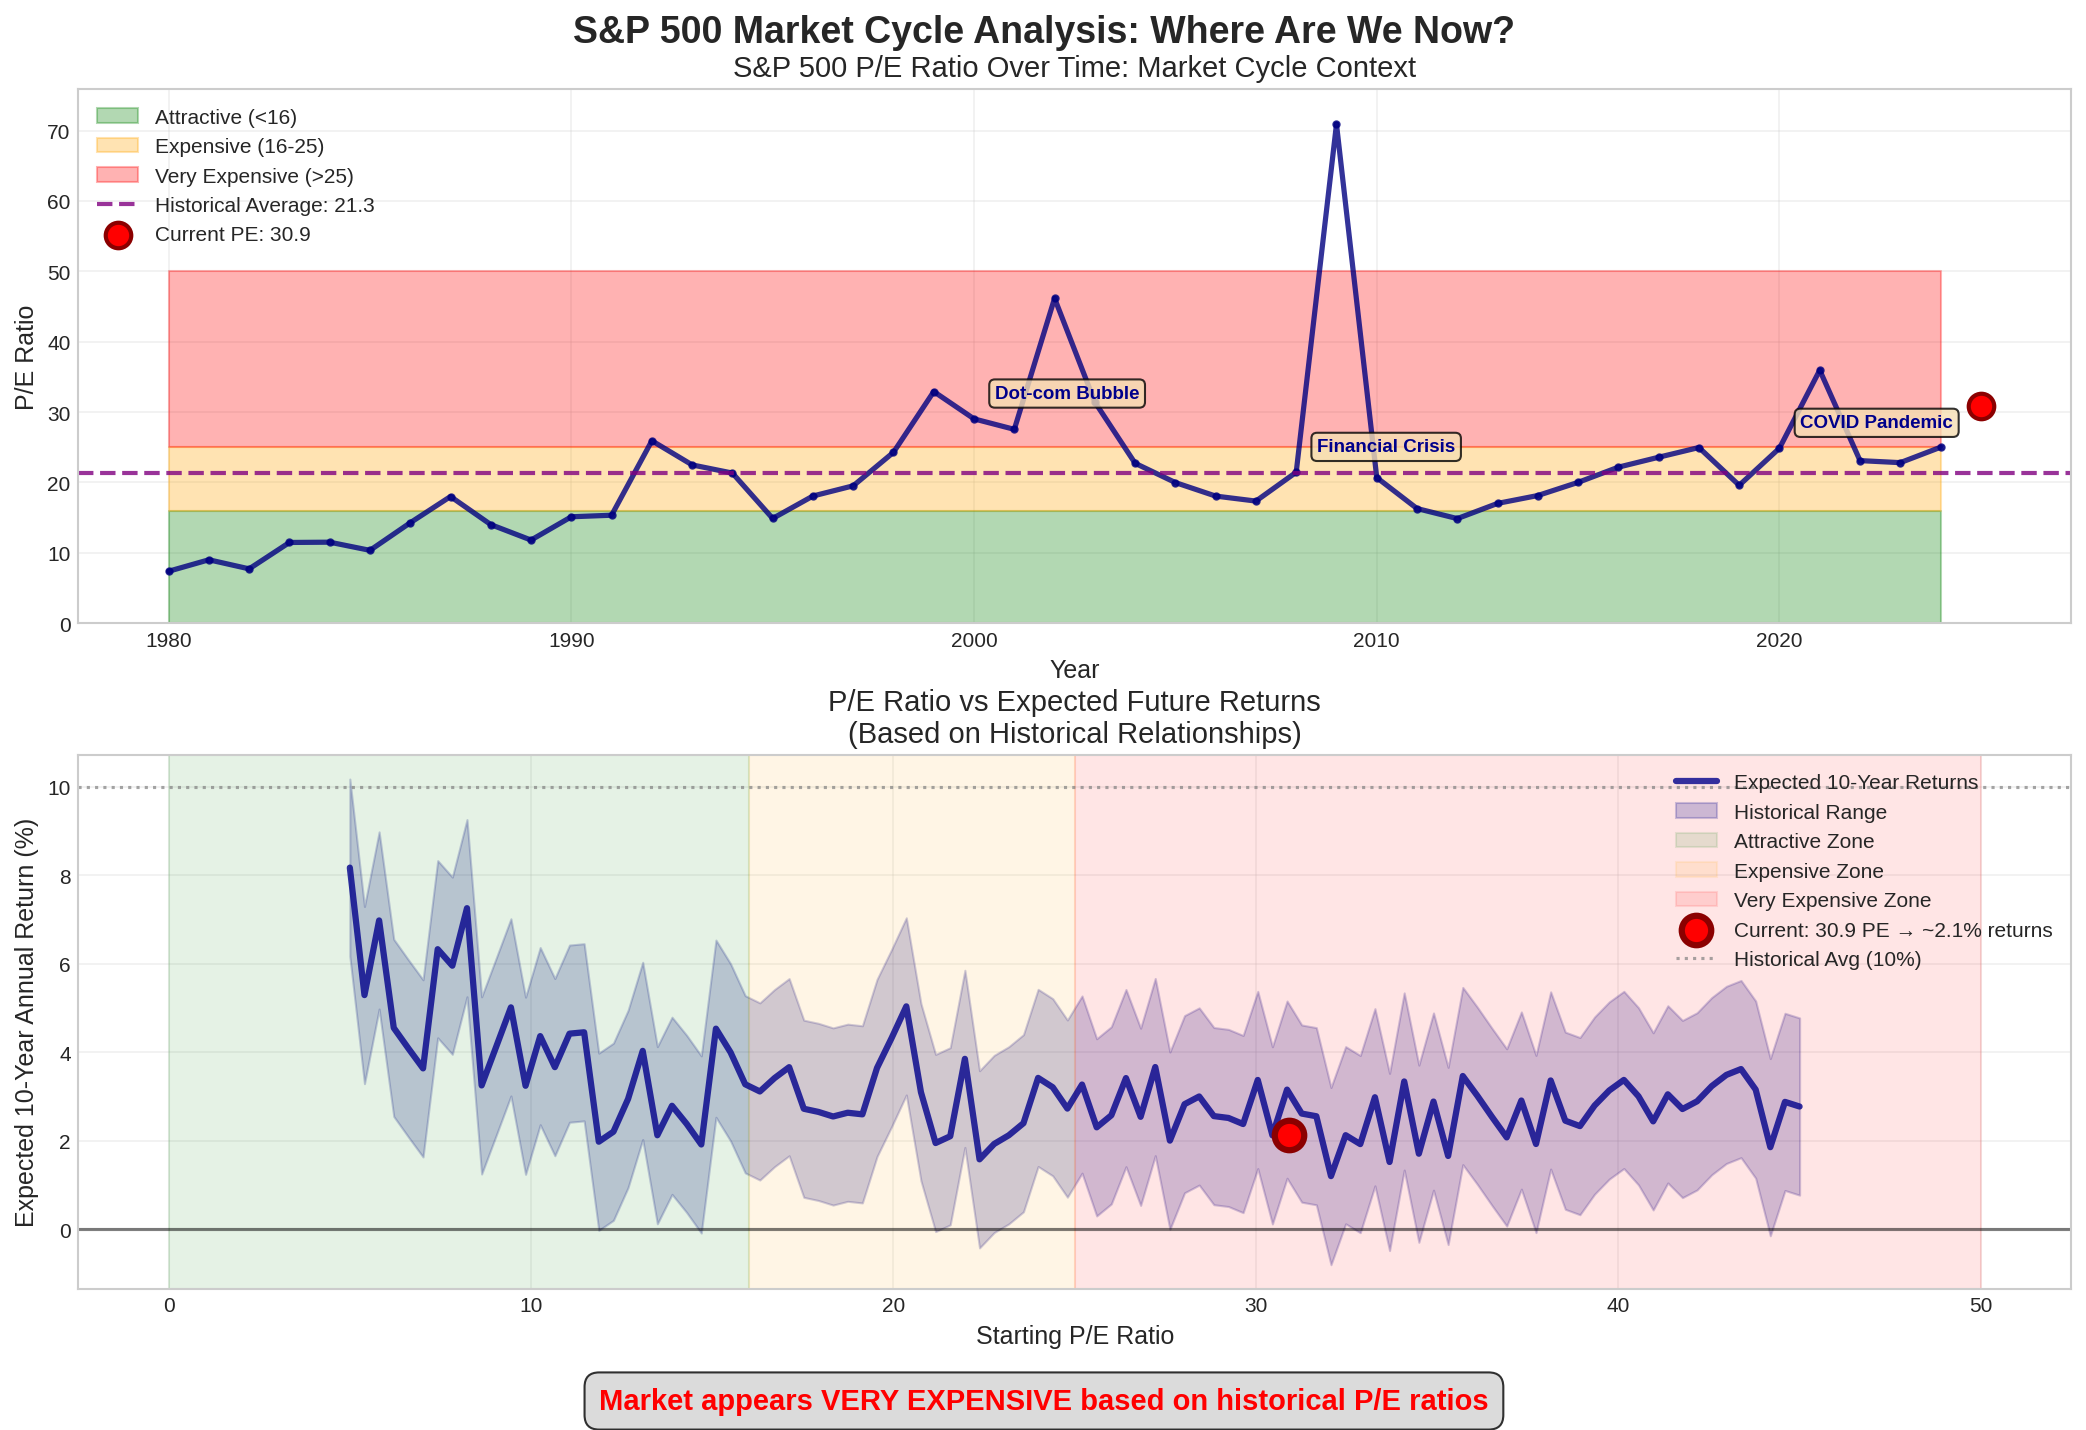 S&P 500 Market Cycle Analysis: Where Are We Now?
S&P 500 P/E Ratio Over Time: Market Cycle Context
Attractive (<16)
Expensive (16-25)
Very Expensive (>25)
Historical Average: 21.3
Current PE: 30.9
70
60
50
40
30
20
10
0
P/E Ratio
Dot-com Bubble
Financial Crisis
COVID Pandemic
1980
1990
2000
2010
2020
Year
P/E Ratio vs Expected Future Returns
(Based on Historical Relationships)
Expected 10-Year Returns
Historical Range
Attractive Zone
Expensive Zone
Very Expensive Zone
Current: 30.9 PE → ~2.1% returns
Historical Avg (10%)
10
8
6
4
2
0
Expected 10-Year Annual Return (%)
0
10
20
30
40
50
Starting P/E Ratio
Market appears VERY EXPENSIVE based on historical P/E ratios